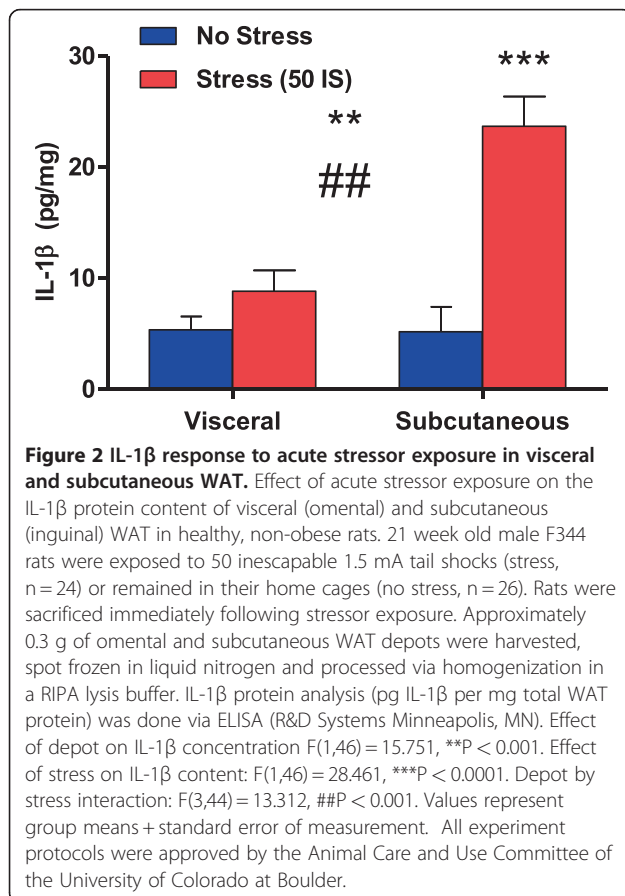 No Stress
Stress (50 IS)
30
20
10
0
IL-1β (pg/mg)
**
##
***
Visceral
Subcutaneous
Figure 2 IL-1β response to acute stressor exposure in visceral
and subcutaneous WAT. Effect of acute stressor exposure on the
IL-1β protein content of visceral (omental) and subcutaneous
(inguinal) WAT in healthy, non-obese rats. 21 week old male F344
rats were exposed to 50 inescapable 1.5 mA tail shocks (stress,
n = 24) or remained in their home cages (no stress, n = 26). Rats were
sacrificed immediately following stressor exposure. Approximately
0.3 g of omental and subcutaneous WAT depots were harvested,
spot frozen in liquid nitrogen and processed via homogenization in
a RIPA lysis buffer. IL-1β protein analysis (pg IL-1β per mg total WAT
protein) was done via ELISA (R&D Systems Minneapolis, MN). Effect
of depot on IL-1β concentration F(1,46) = 15.751, **P < 0.001. Effect
of stress on IL-1β content: F(1,46) = 28.461, ***P < 0.0001. Depot by
stress interaction: F(3,44) = 13.312, ##P < 0.001. Values represent
group means + standard error of measurement. All experiment
protocols were approved by the Animal Care and Use Committee of
the University of Colorado at Boulder.